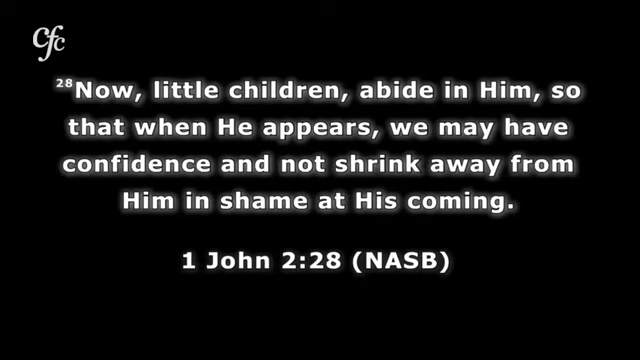 cfc
28Now, little children, abide in Him, so
that when He appears, we may have
confidence and not shrink away from
Him in shame at His coming.
1 John 2:28 (NASB)